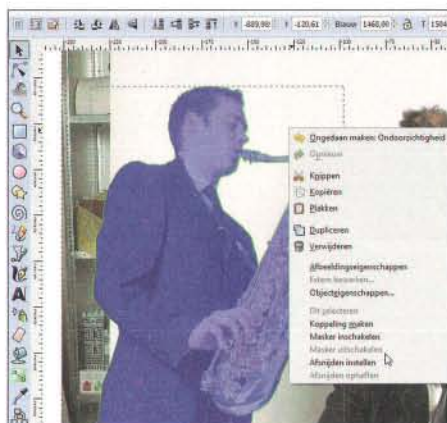 Ongedaan maken: Ondoorzichtigheid
Opnieuw
Knippen
Kopiëren
Plakken
Dupliceren
Verwijderen
Afbeeldingseigenschappen
Extern bewerken...
Objecteigenschappen...
Dit selecteren
Koppeling maken
Masker inschakelen
Masker uitschakelen
Afsnijden instellen
Afsnijden opheffen